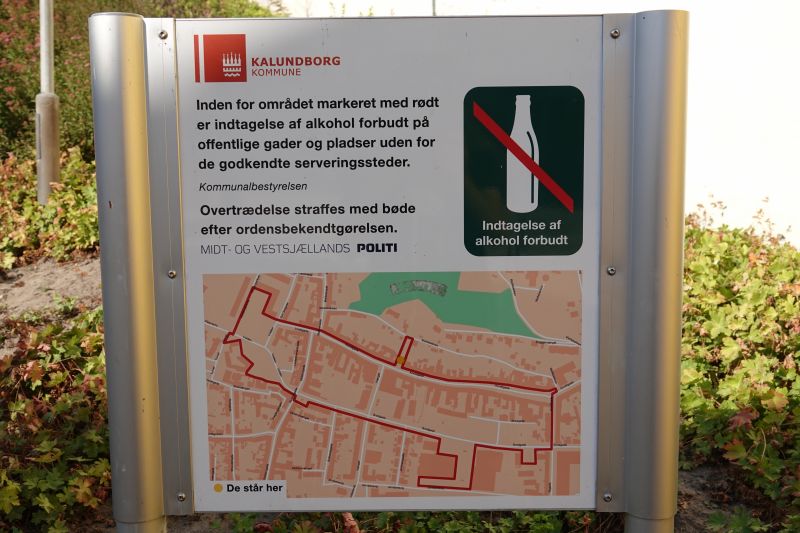 KALUNDBORG
KOMMUNE
Inden for området markeret med rødt
er indtagelse af alkohol forbudt på
offentlige gader og pladser uden for
de godkendte serveringssteder.
Kommunalbestyrelsen
Overtrædelse straffes med bøde
efter ordensbekendtgørelsen.
MIDT- OG VESTSJÆLLANDS POLITI
Indtagelse af
alkohol forbudt
De står her